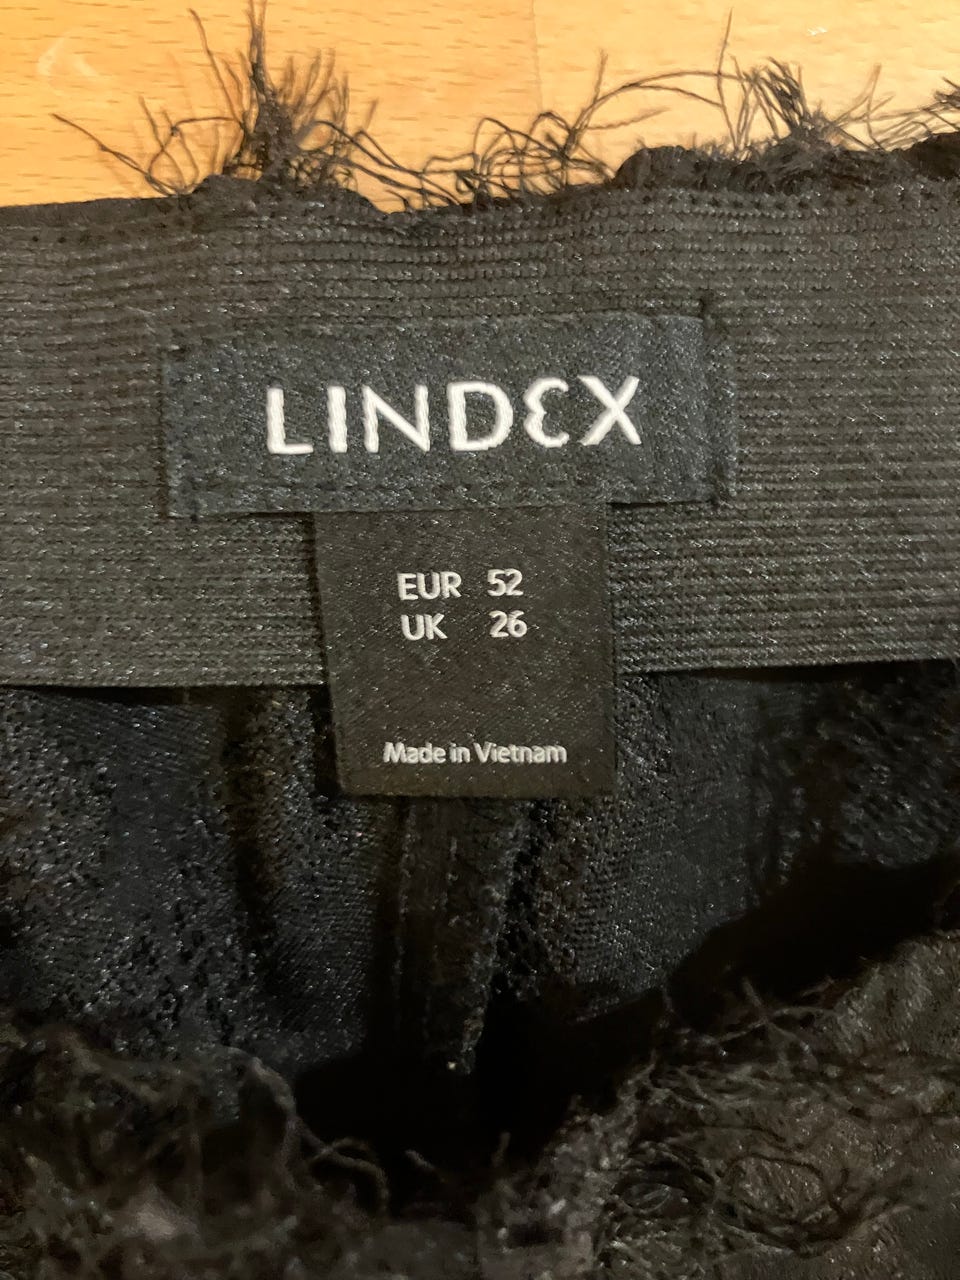 LINDEX
EUR 52
UK 26
Made in Vietnam